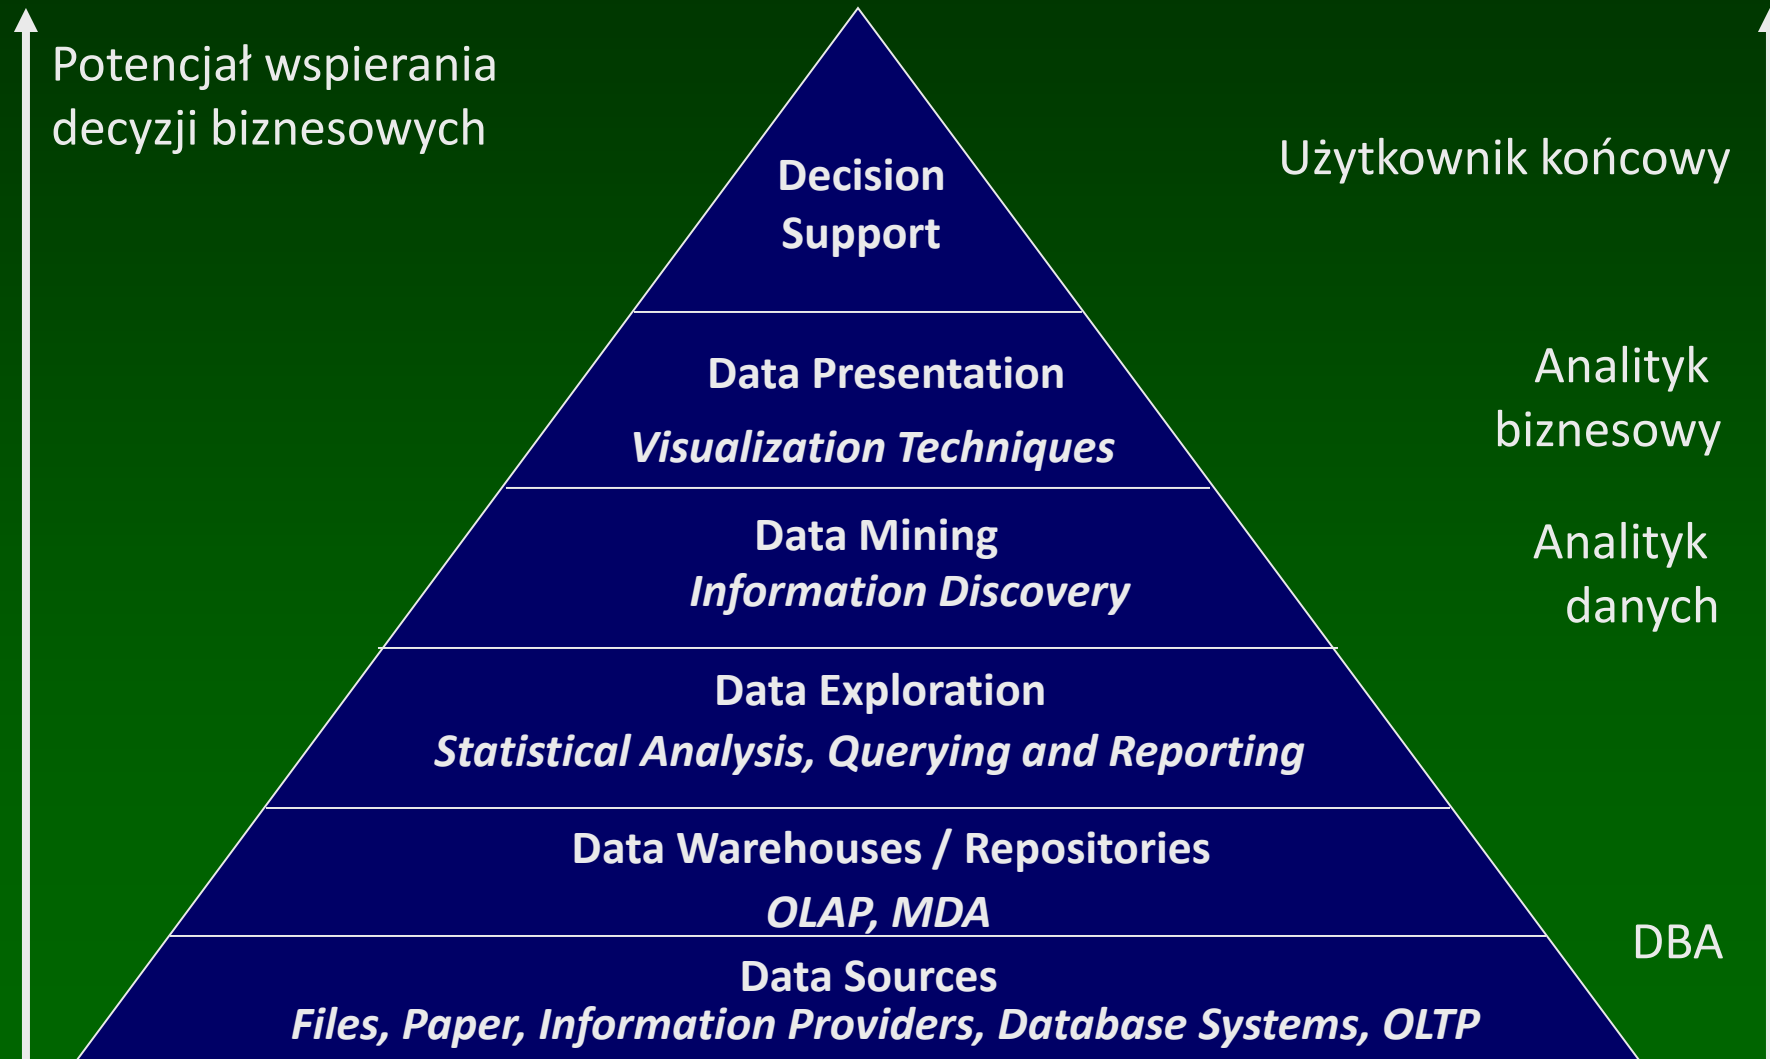 Potencjał wspierania
decyzji biznesowych
Użytkownik końcowy
Decision
Support
Data Presentation
Visualization Techniques
Analityk
biznesowy
Data Mining
Information Discovery
Analityk
danych
Data Exploration
Statistical Analysis, Querying and Reporting
Data Warehouses / Repositories
OLAP, MDA
DBA
Data Sources
Files, Paper, Information Providers, Database Systems, OLTP